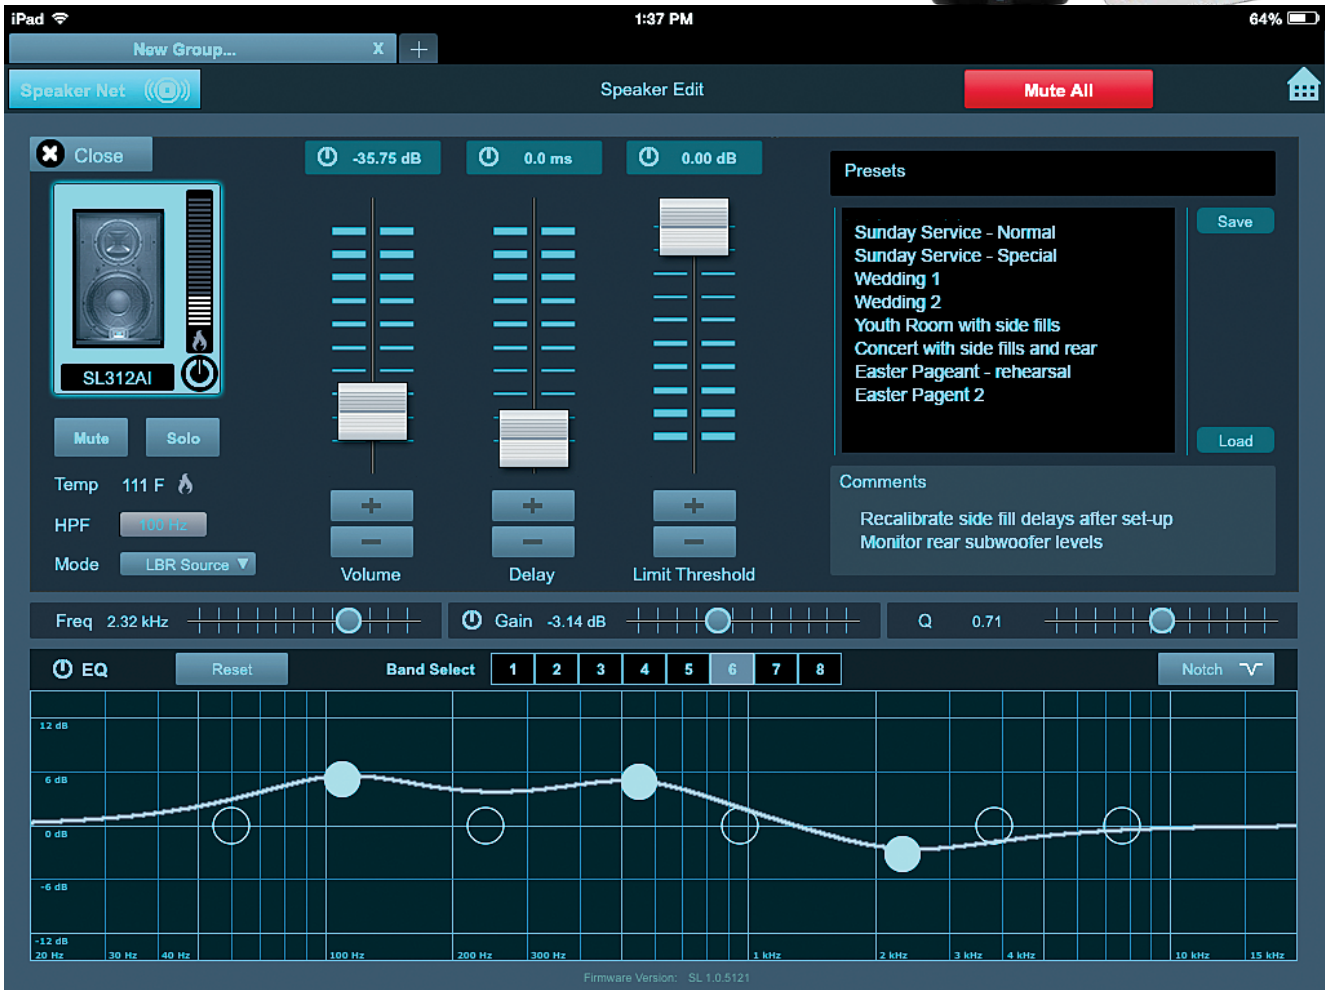 iPad 1:37 PM 64%
New Group... X +
Speaker Net Speaker Edit Mute All
Close
-35.75 dB 0.0 ms 0.00 dB
Presets
Sunday Service - Normal
Sunday Service - Special
Wedding 1
Wedding 2
Youth Room with side fills
Concert with side fills and rear
Easter Pageant - rehearsal
Easter Pagent 2
Save
Load
SL312AI
Mute Solo
Temp 111 F
HPF 100 Hz
Mode LBR Source
+ + +
- - -
Volume Delay Limit Threshold
Comments
Recalibrate side fill delays after set-up
Monitor rear subwoofer levels
Freq 2.32 kHz Gain -3.14 dB Q 0.71
EQ Reset Band Select 1 2 3 4 5 6 7 8 Notch
12 dB
6 dB
0 dB
-6 dB
-12 dB
20 Hz 30 Hz 40 Hz 100 Hz 200 Hz 300 Hz 1 kHz 2 kHz 3 kHz 4 kHz 10 kHz 15 kHz
Firmware Version: SL 1.0.5121